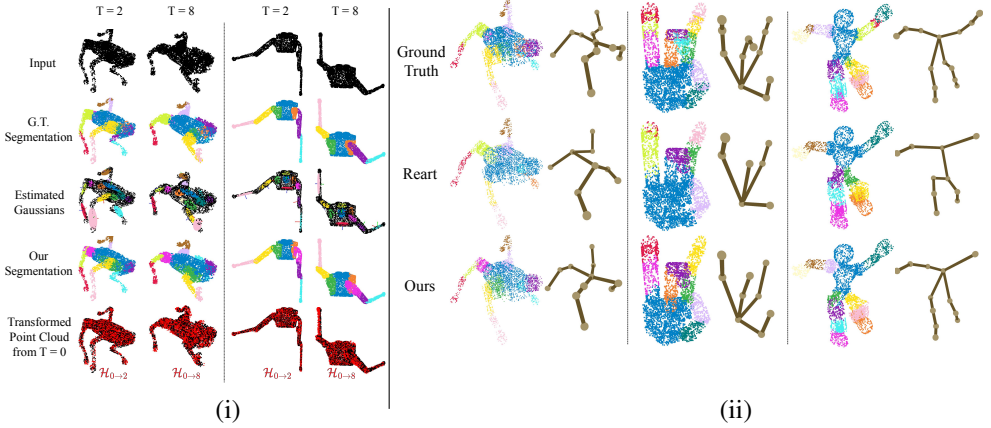 T = 2
T = 8
T = 2
T = 8
Input
G.T.
Segmentation
Estimated
Gaussians
Our
Segmentation
Transformed
Point Cloud
from T = 0
ℋ₀→₂
ℋ₀→₈
ℋ₀→₂
ℋ₀→₈
(i)
Ground
Truth
Reart
Ours
(ii)